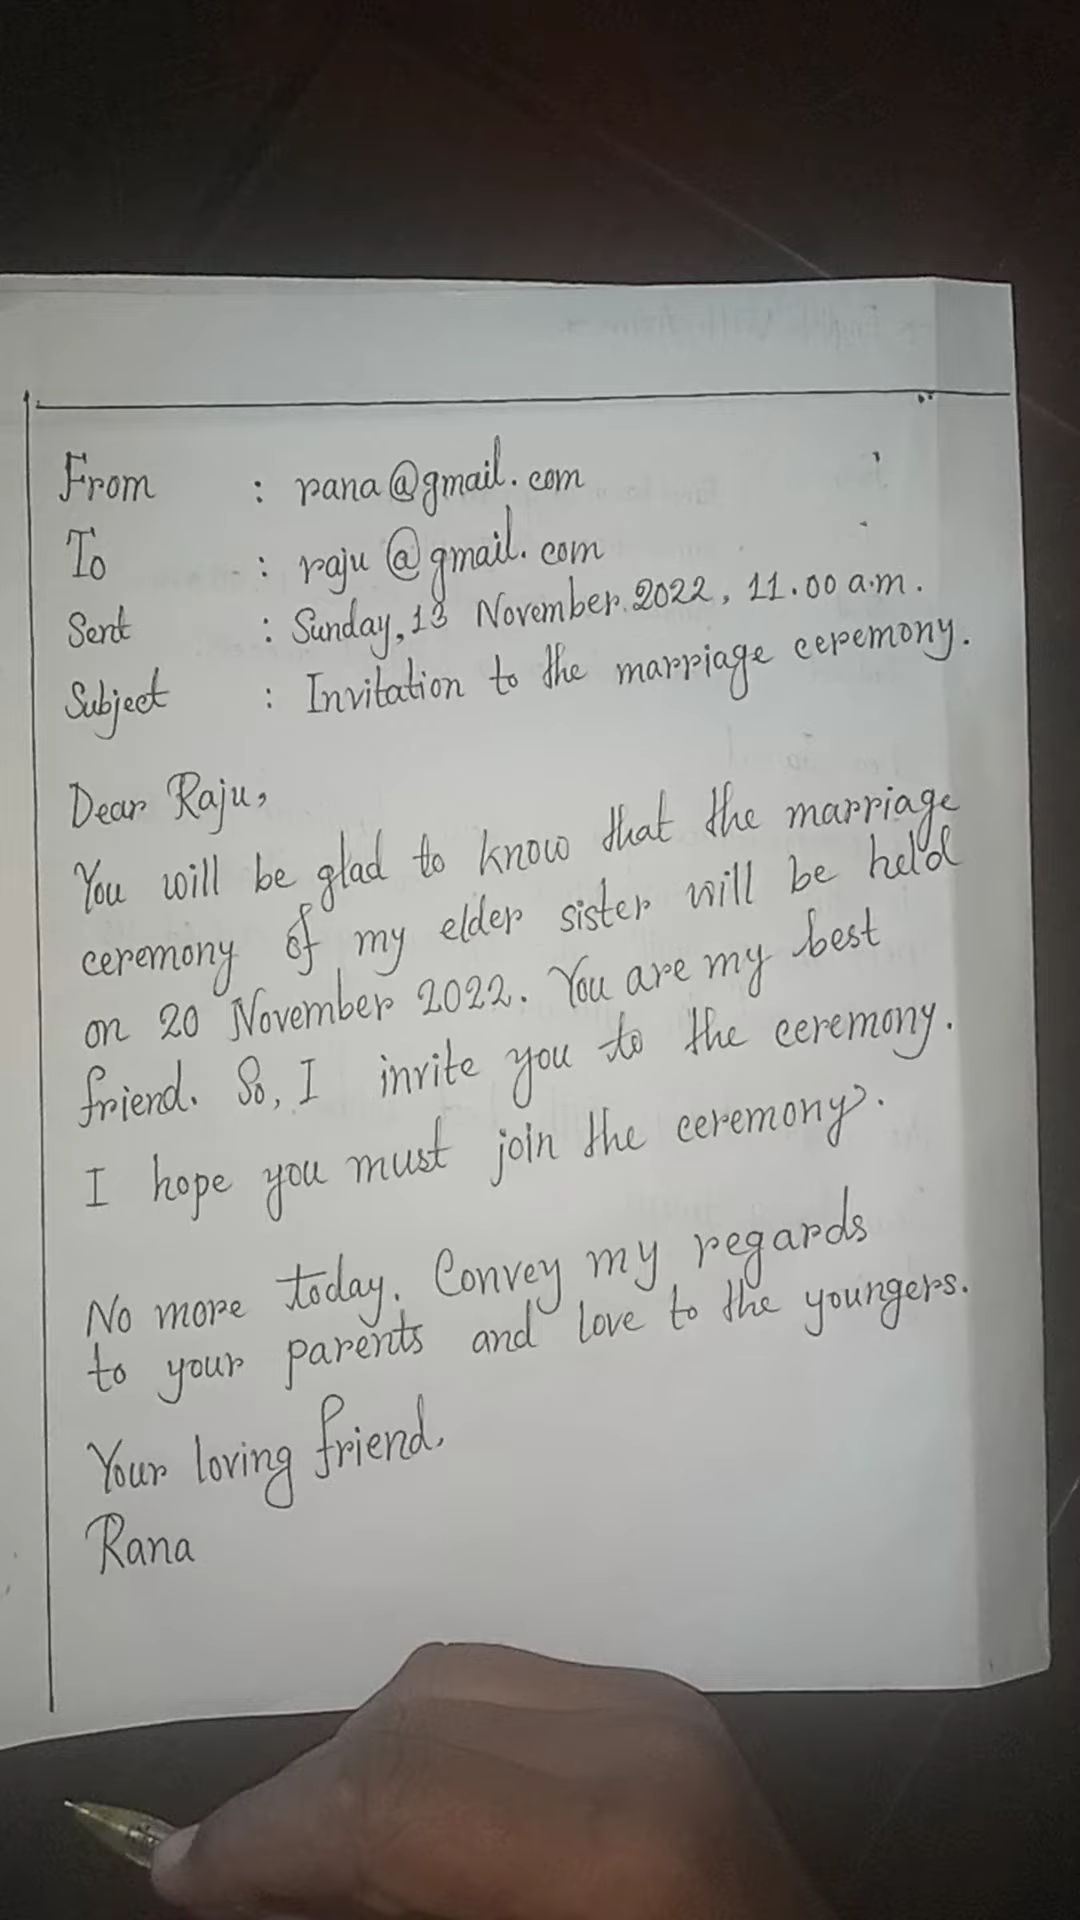 From : rana@gmail.com
To : raju@gmail.com
Sent : Sunday, 13 November 2022, 11.00 a.m.
Subject : Invitation to the marriage ceremony.
Dear Raju,
You will be glad to know that the marriage
ceremony of my elder sister will be held
on 20 November 2022. You are my best
friend. So, I invite you to the ceremony.
I hope you must join the ceremony.
No more today. Convey my regards
to your parents and love to the youngers.
Your loving friend,
Rana